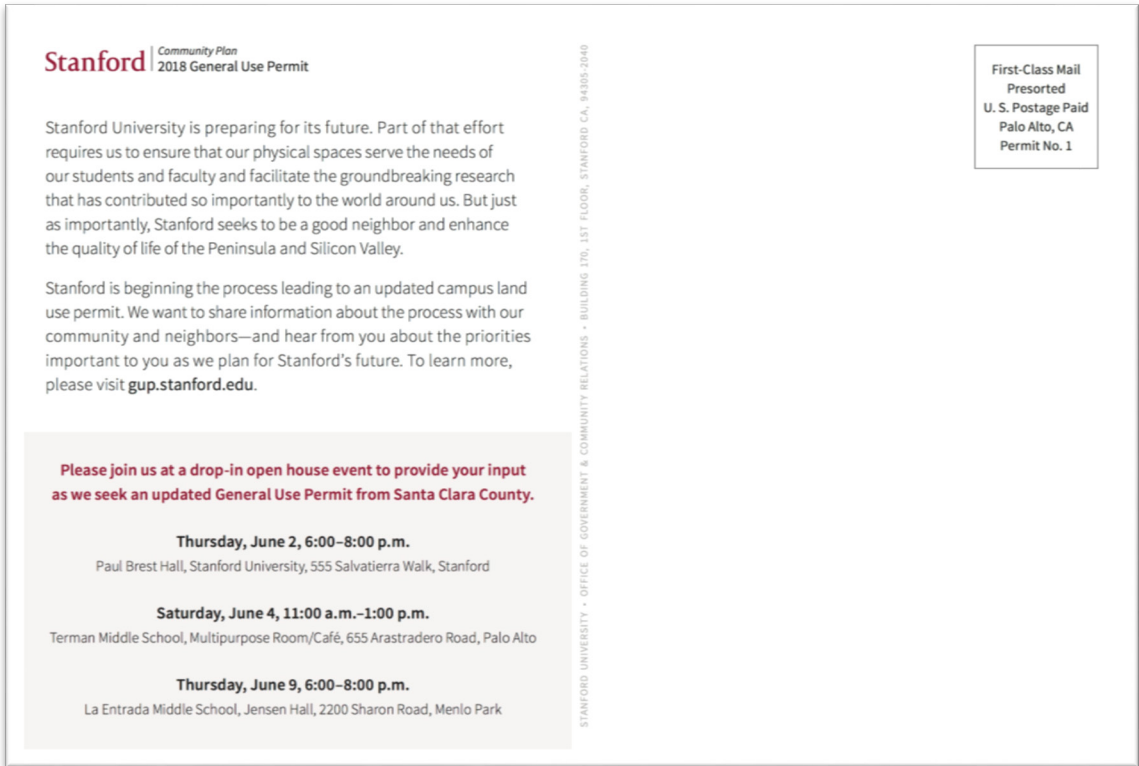 Stanford
Community Plan
2018 General Use Permit
Stanford University is preparing for its future. Part of that effort
requires us to ensure that our physical spaces serve the needs of
our students and faculty and facilitate the groundbreaking research
that has contributed so importantly to the world around us. But just
as importantly, Stanford seeks to be a good neighbor and enhance
the quality of life of the Peninsula and Silicon Valley.
Stanford is beginning the process leading to an updated campus land
use permit. We want to share information about the process with our
community and neighbors—and hear from you about the priorities
important to you as we plan for Stanford's future. To learn more,
please visit gup.stanford.edu.
Please join us at a drop-in open house event to provide your input
as we seek an updated General Use Permit from Santa Clara County.
Thursday, June 2, 6:00–8:00 p.m.
Paul Brest Hall, Stanford University, 555 Salvatierra Walk, Stanford
Saturday, June 4, 11:00 a.m.–1:00 p.m.
Terman Middle School, Multipurpose Room/Café, 655 Arastradero Road, Palo Alto
Thursday, June 9, 6:00–8:00 p.m.
La Entrada Middle School, Jensen Hall, 2200 Sharon Road, Menlo Park
STANFORD UNIVERSITY • OFFICE OF GOVERNMENT & COMMUNITY RELATIONS • BUILDING 170, 1ST FLOOR, STANFORD CA, 94305-2040
First-Class Mail
Presorted
U. S. Postage Paid
Palo Alto, CA
Permit No. 1